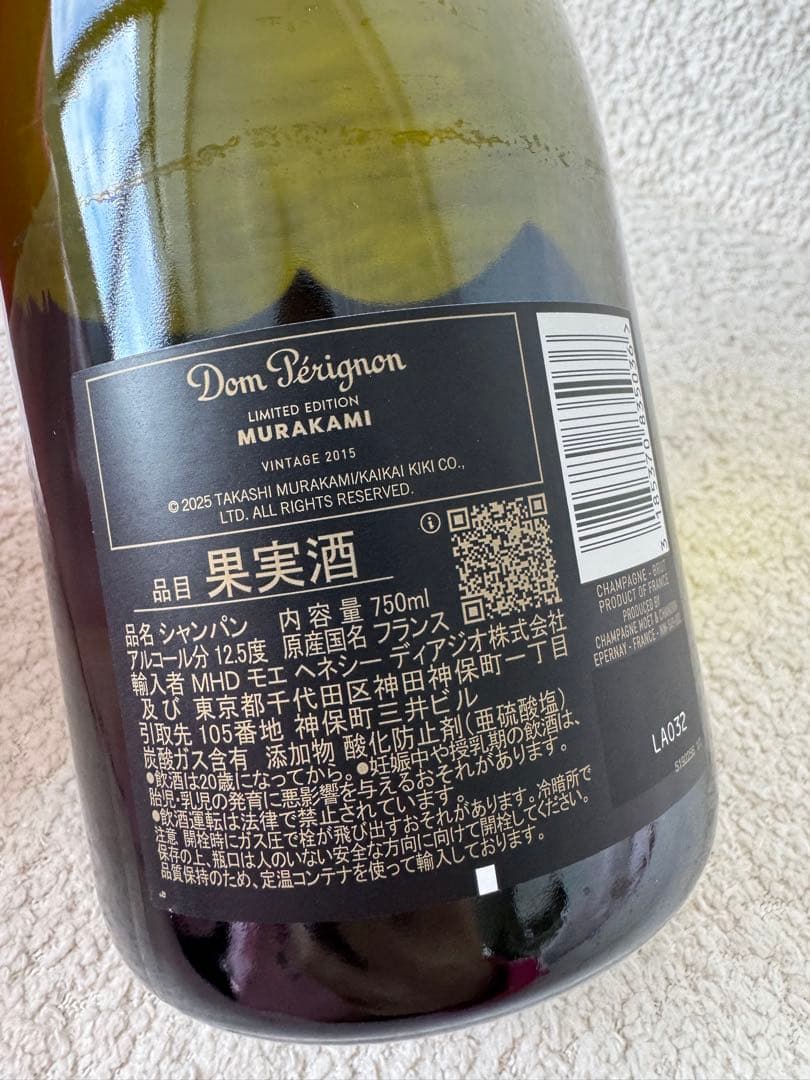 Dom Pérignon
LIMITED EDITION
MURAKAMI
VINTAGE 2015
© 2025 TAKASHI MURAKAMI/KAIKAI KIKI CO.,
LTD. ALL RIGHTS RESERVED.
品目 果実酒
品名 シャンパン 内容量 750ml
アルコール分 12.5度 原産国名 フランス
輸入者 MHD モエ ヘネシー ディアジオ株式会社
及び 東京都千代田区神田神保町一丁目
引取先 105番地 神保町三井ビル
炭酸ガス含有 添加物 酸化防止剤(亜硫酸塩)
●飲酒は20歳になってから。●妊娠中や授乳期の飲酒は、
胎児・乳児の発育に悪影響を与えるおそれがあります。
●飲酒運転は法律で禁止されています。
注意 開栓時にガス圧で栓が飛び出すおそれがあります。冷暗所で
保存の上、瓶口は人のいない安全な方向に向けて開栓してください。
品質保持のため、定温コンテナを使って輸入しております。
3 185370 835036
CHAMPAGNE - BRUT
PRODUCT OF FRANCE
PRODUCED BY
CHAMPAGNE MOËT & CHANDON
EPERNAY - FRANCE -
LA032